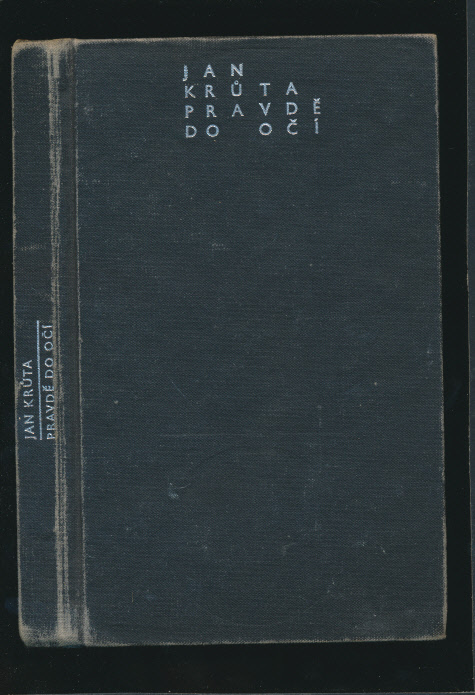 JAN
KRŮTA
PRAVDĚ
DO OČÍ
JAN KRŮTA
PRAVDĚ DO OČÍ